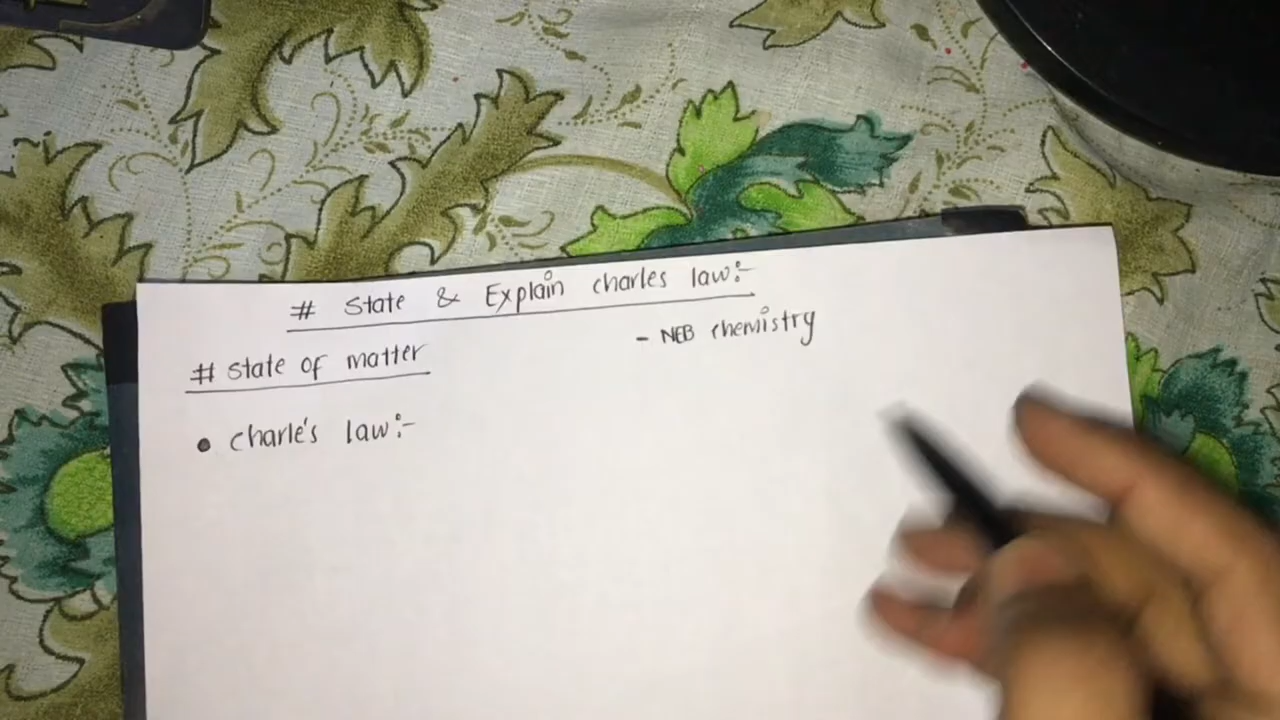 # State & Explain charles law:-
- NEB chemistry
# state of matter
• charle's law:-